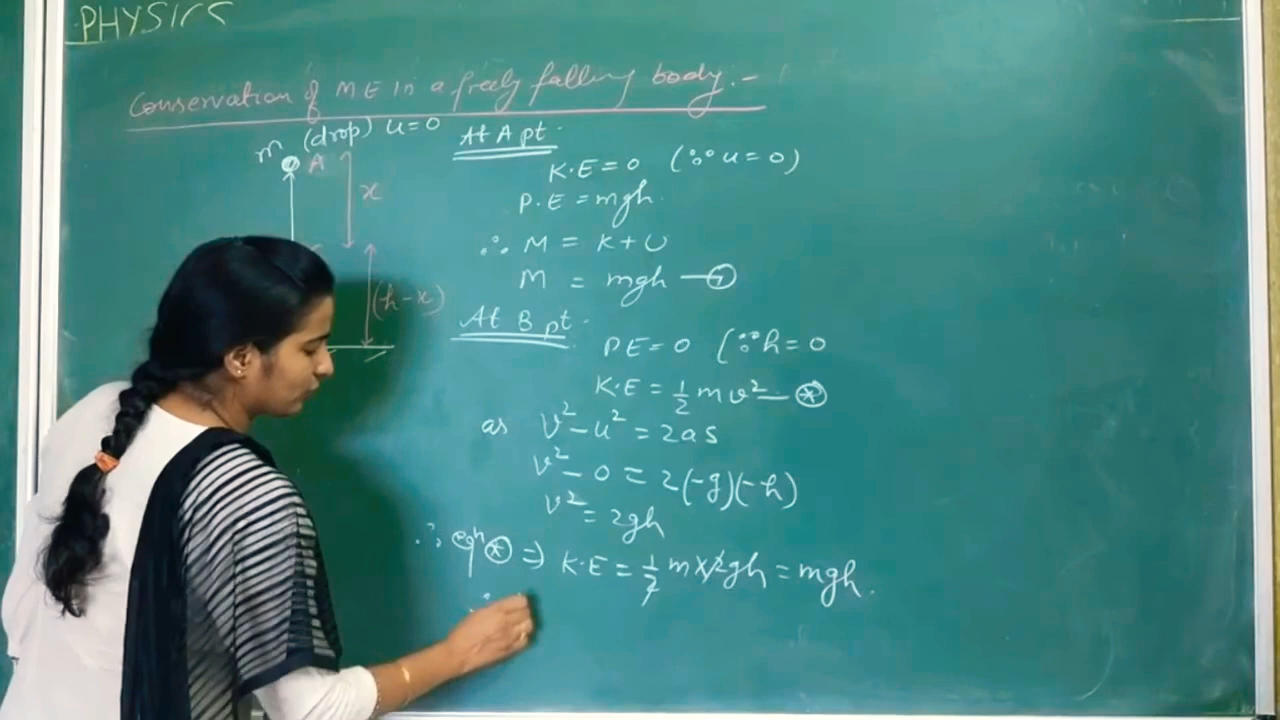 PHYSICS
Conservation of M E in a freely falling body :-
m (drop) u = 0
A
x
(h-x)
At A pt.
K.E = 0 (∵ u = 0)
P.E = mgh.
∴ M = K + U
M = mgh — ①
At B pt.
PE = 0 (∵ h = 0
K.E = 1/2 m v² — ⊛
as v² - u² = 2as
v² - 0 = 2(-g)(-h)
v² = 2gh
∴ eqn ⊛ ⇒ K.E = 1/2 m x 2gh = mgh.
∴